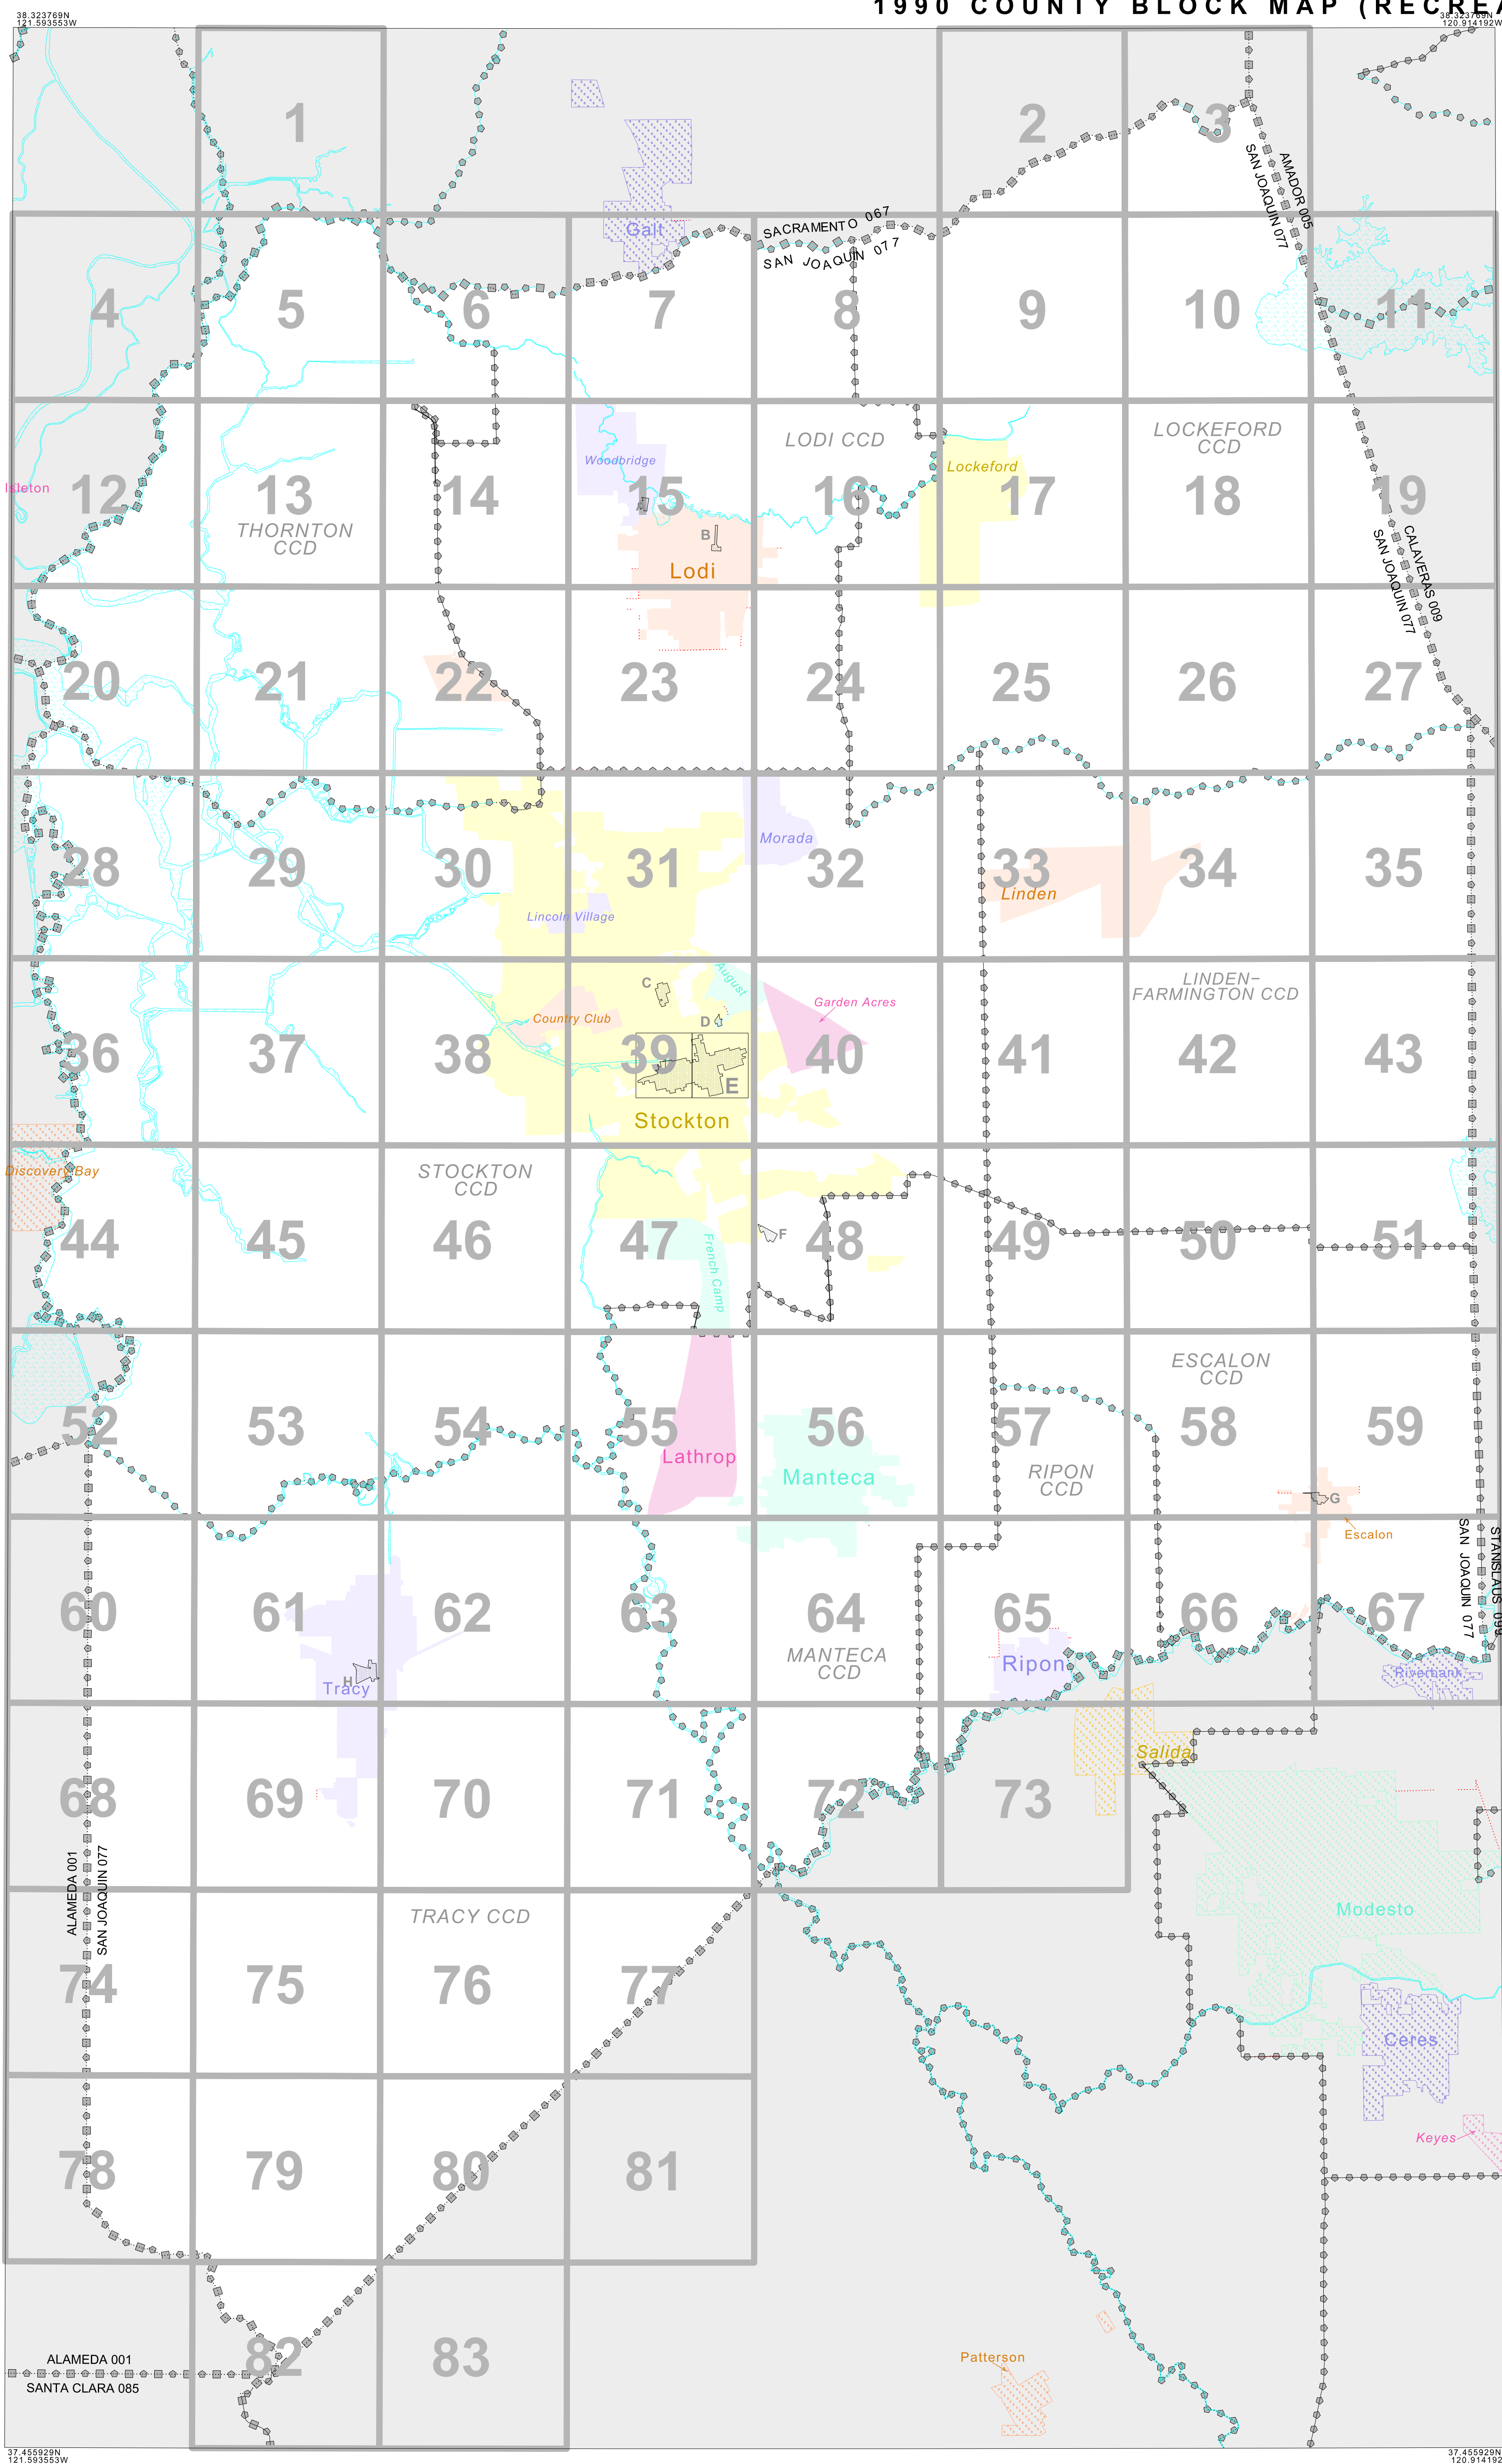 1990 COUNTY BLOCK MAP (RECREA
38.323769N
121.593553W
38.323769N
120.914192W
1
2
3
AMADOR 005
SAN JOAQUIN 077
Galt
SACRAMENTO 067
SAN JOAQUIN 077
4
5
6
7
8
9
10
11
LODI CCD
LOCKEFORD
CCD
Woodbridge
Lockeford
Isleton
12
13
14
15
16
17
18
19
THORNTON
CCD
B
Lodi
CALAVERAS 009
SAN JOAQUIN 077
20
21
22
23
24
25
26
27
Morada
28
29
30
31
32
33
34
35
Linden
Lincoln Village
August
C
Garden Acres
LINDEN-
FARMINGTON CCD
Country Club
D
36
37
38
39
40
41
42
43
E
Stockton
Discovery Bay
STOCKTON
CCD
44
45
46
47
48
49
50
51
F
French Camp
ESCALON
CCD
52
53
54
55
56
57
58
59
Lathrop
Manteca
RIPON
CCD
G
Escalon
SAN JOAQUIN 077
STANISLAUS 099
60
61
62
63
64
65
66
67
MANTECA
CCD
Ripon
Riverbank
H
Tracy
Salida
68
69
70
71
72
73
ALAMEDA 001
SAN JOAQUIN 077
TRACY CCD
Modesto
74
75
76
77
Ceres
Keyes
78
79
80
81
82
83
ALAMEDA 001
SANTA CLARA 085
Patterson
37.455929N
121.593553W
37.455929N
120.914192